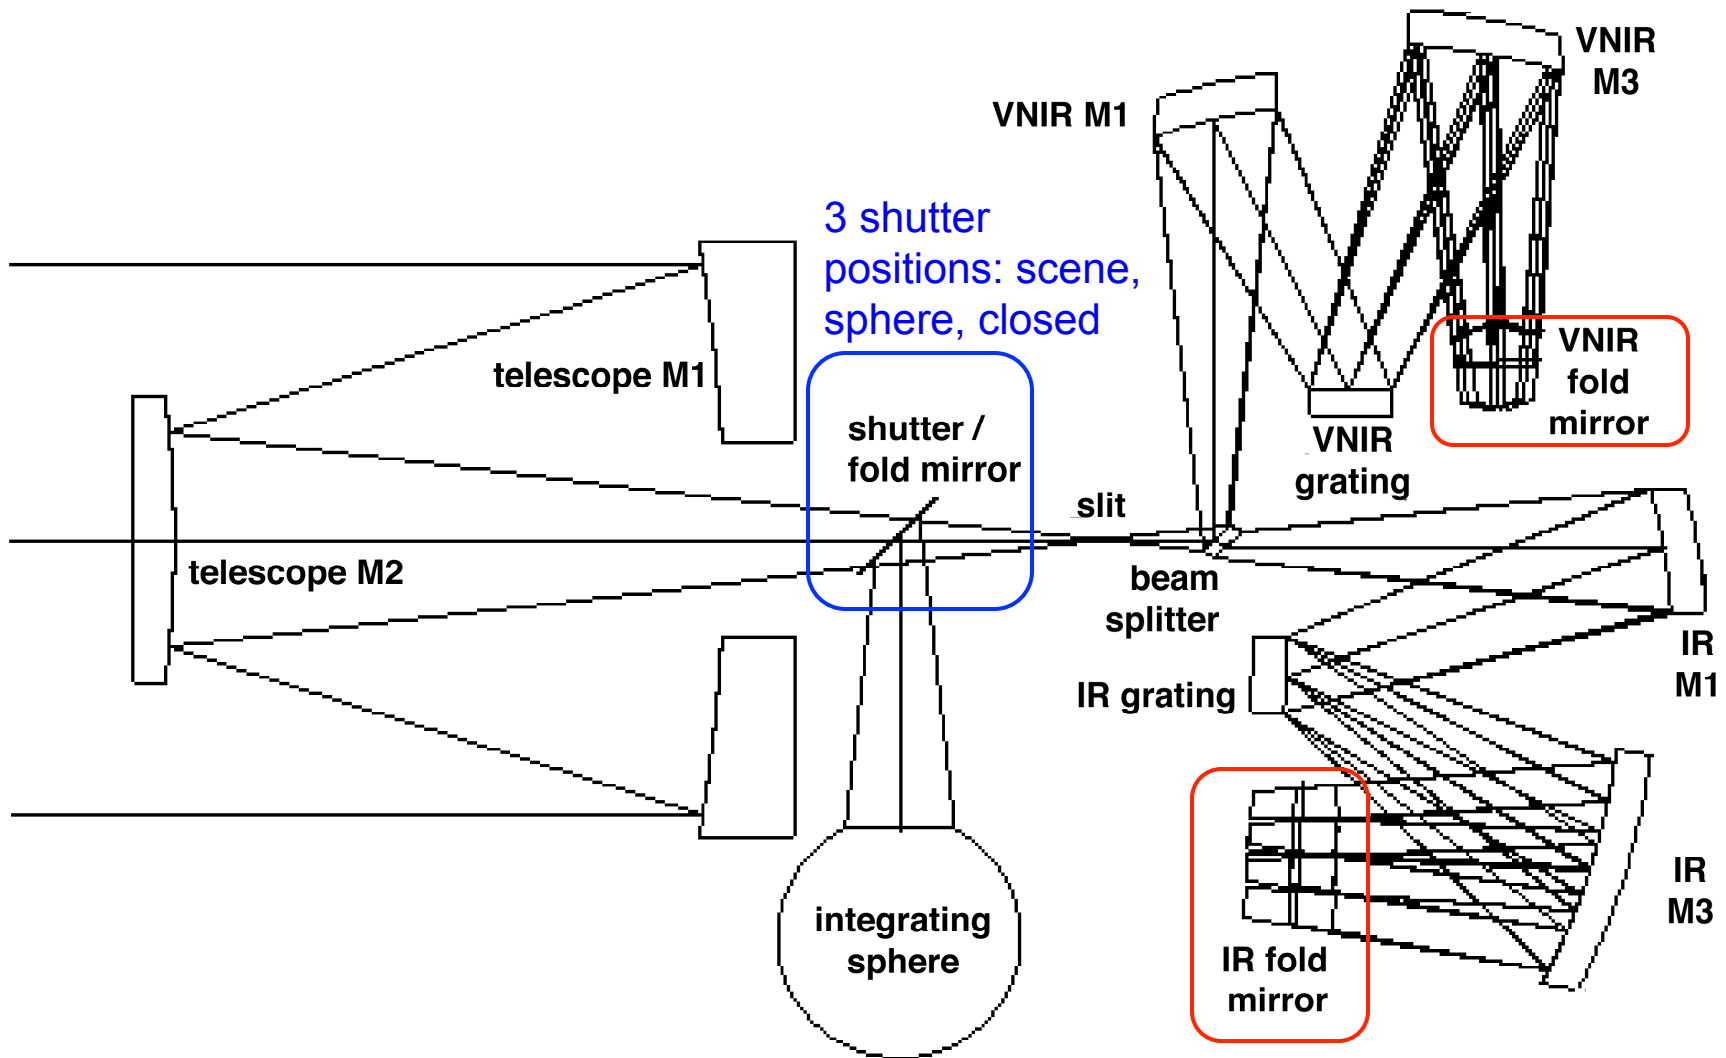 VNIR
M3
VNIR M1
3 shutter
positions: scene,
sphere, closed
telescope M1
VNIR
fold
mirror
shutter /
fold mirror
VNIR
grating
slit
telescope M2
beam
splitter
IR
M1
IR grating
IR
M3
integrating
sphere
IR fold
mirror